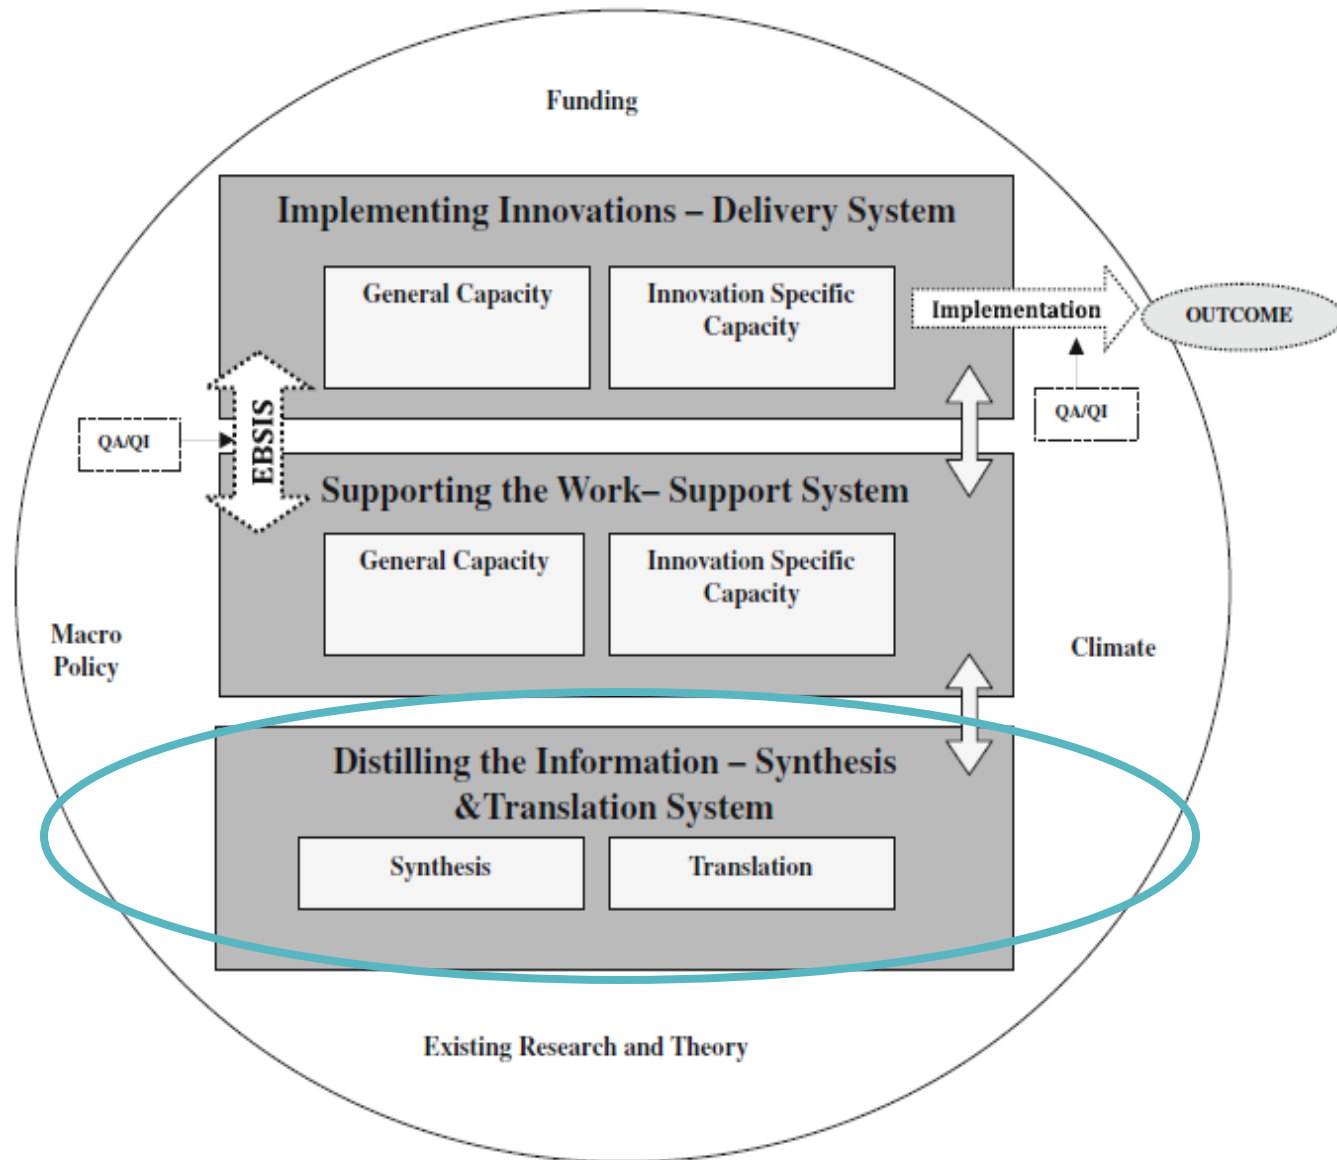 Funding
Implementing Innovations – Delivery System
General Capacity
Innovation Specific
Capacity
Implementation
OUTCOME
QA/QI
EBSIS
QA/QI
Supporting the Work– Support System
General Capacity
Innovation Specific
Capacity
Macro
Policy
Climate
Distilling the Information – Synthesis
&Translation System
Synthesis
Translation
Existing Research and Theory